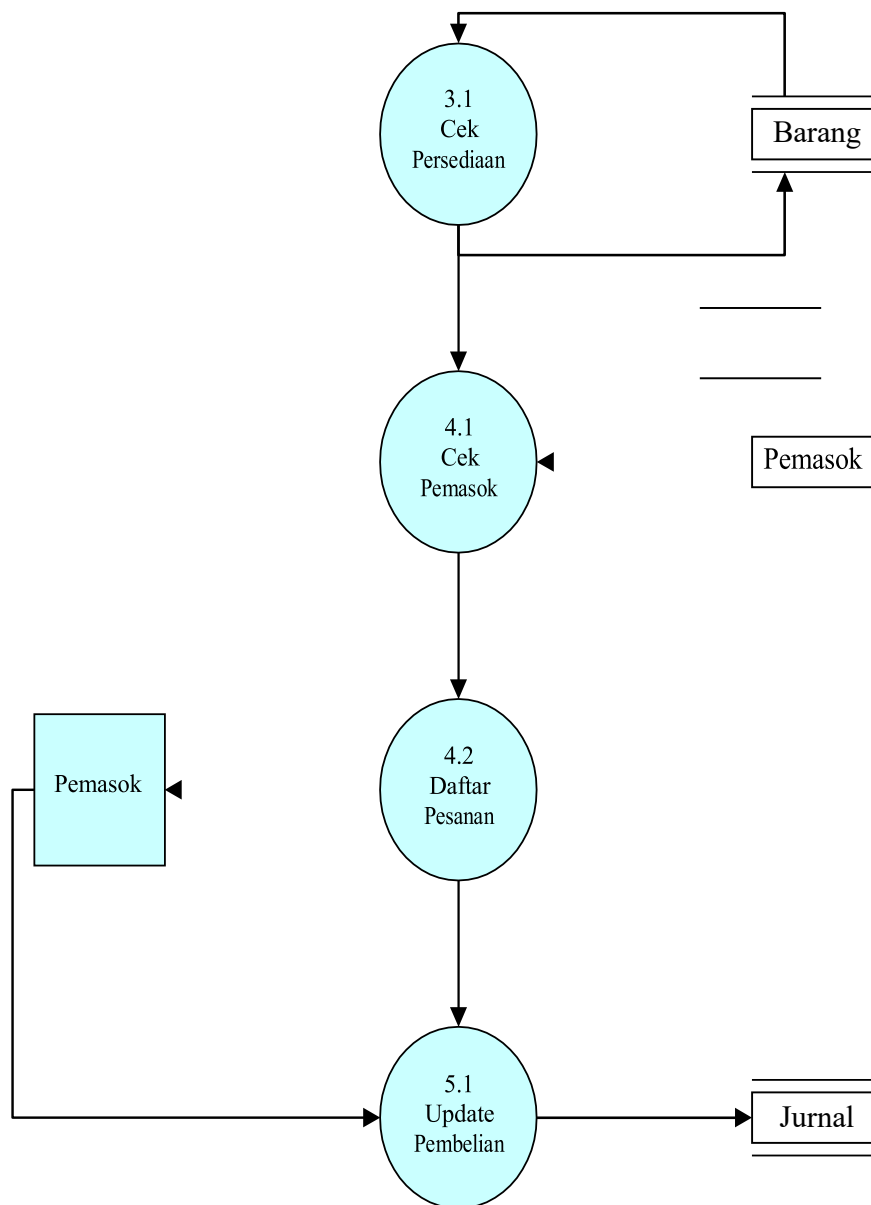 3.1
Cek
Persediaan
Barang
4.1
Cek
Pemasok
Pemasok
Pemasok
4.2
Daftar
Pesanan
5.1
Update
Pembelian
Jurnal